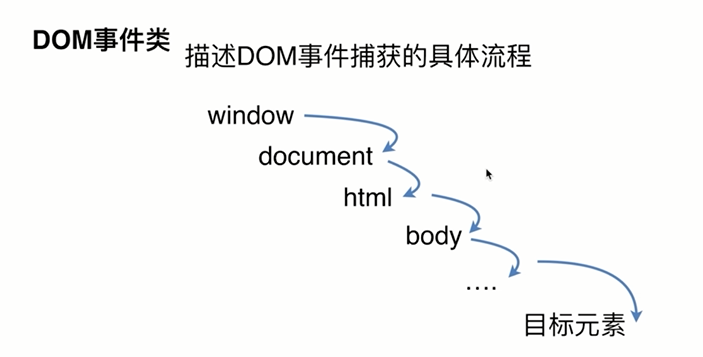 DOM事件类
描述DOM事件捕获的具体流程
window
document
html
body
....
目标元素